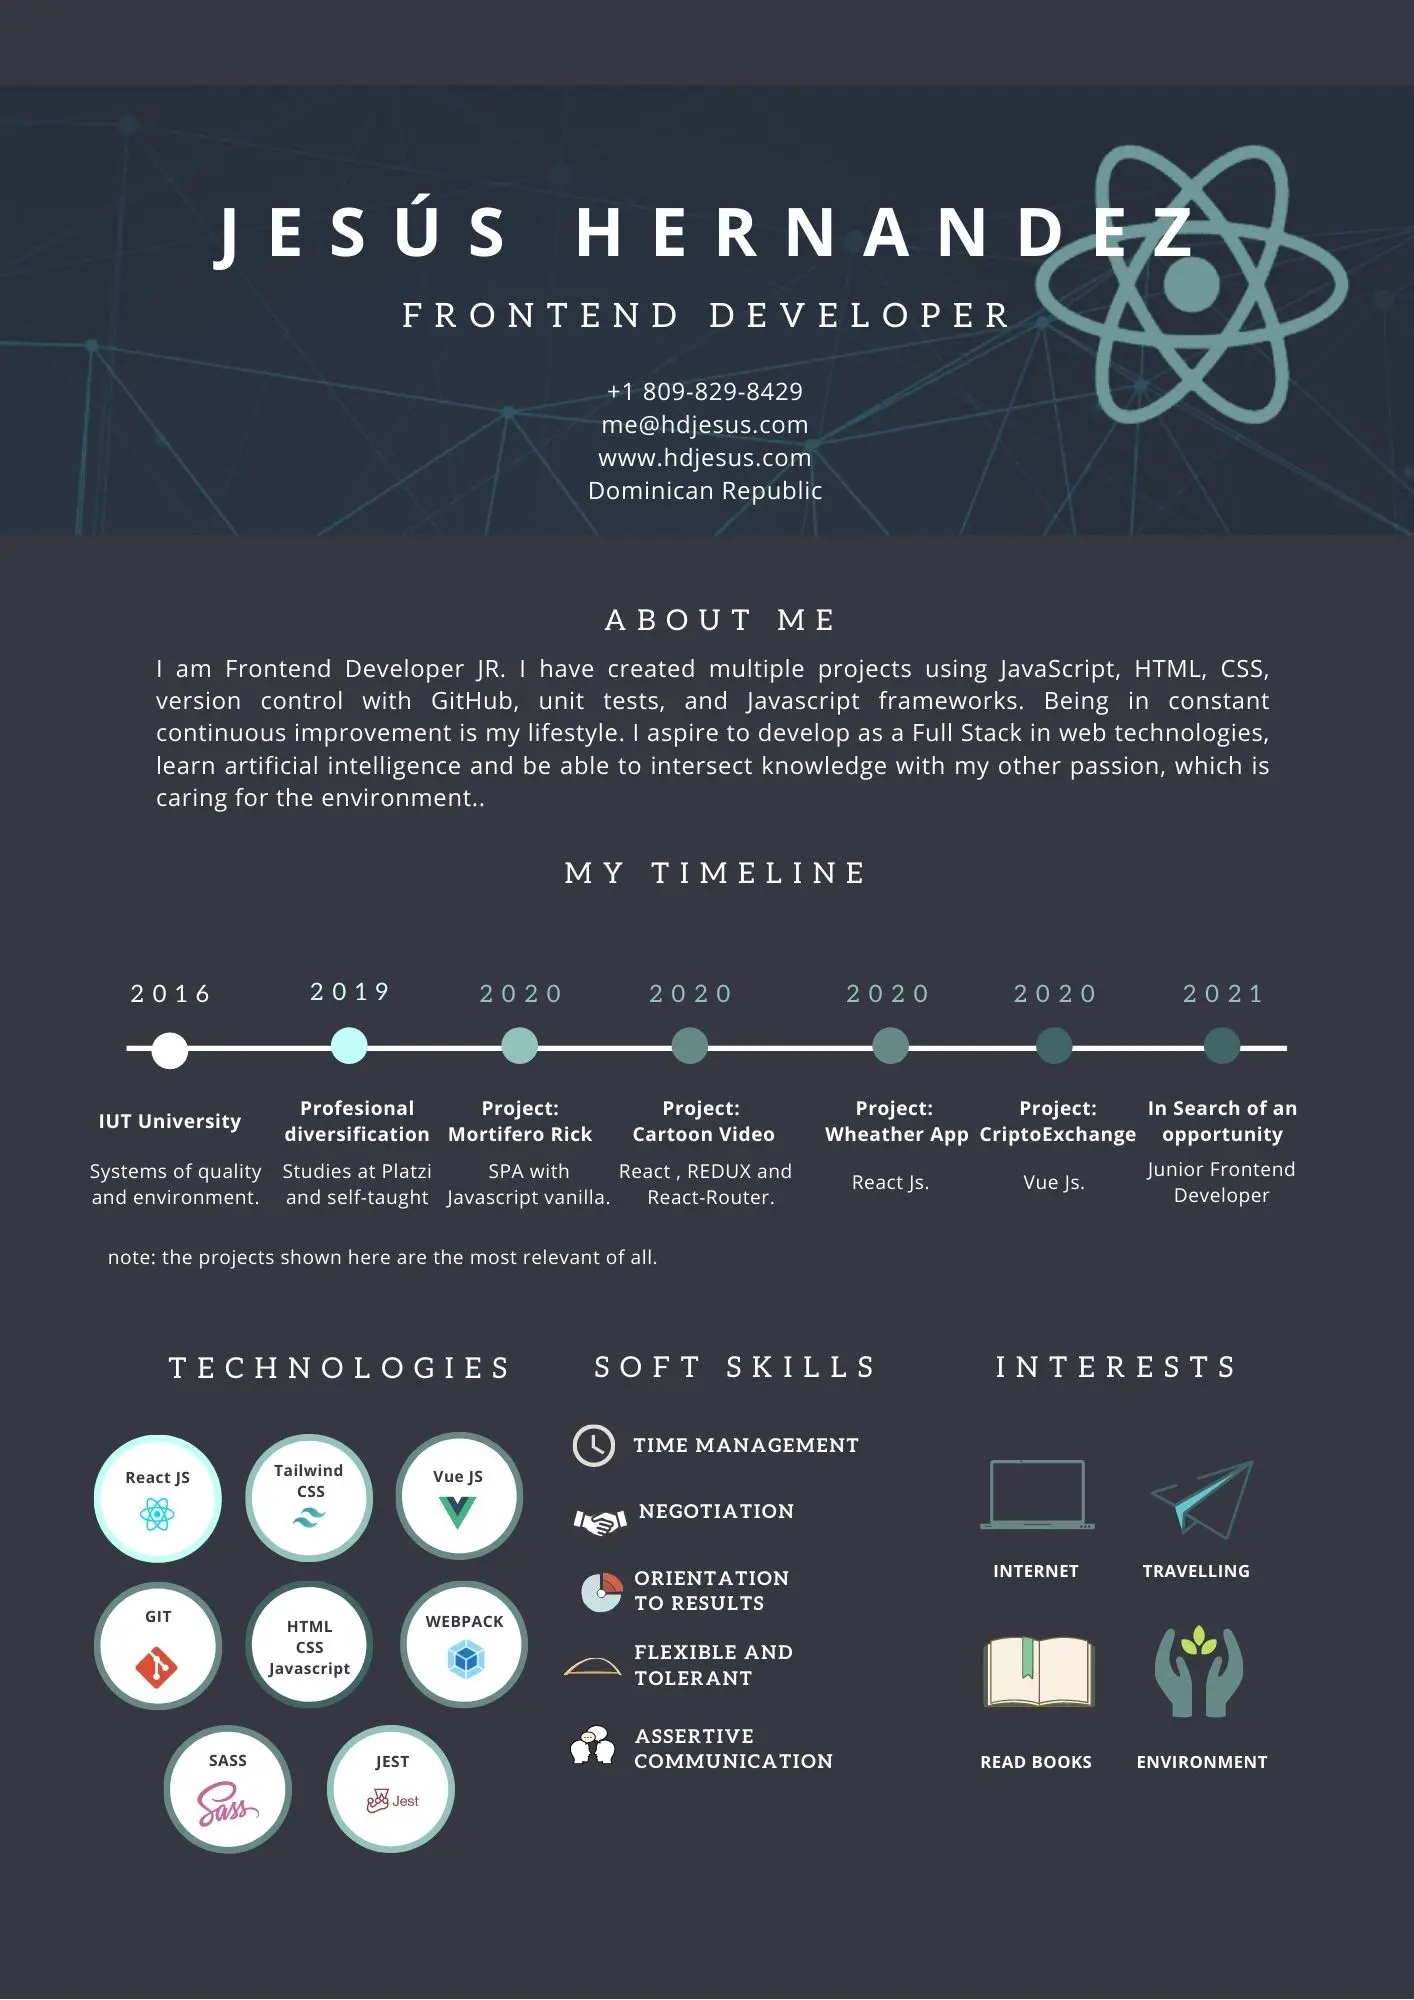 JESÚS HERNANDEZ
FRONTEND DEVELOPER
+1 809-829-8429
me@hdjesus.com
www.hdjesus.com
Dominican Republic
ABOUT ME
I am Frontend Developer JR. I have created multiple projects using JavaScript, HTML, CSS,
version control with GitHub, unit tests, and Javascript frameworks. Being in constant
continuous improvement is my lifestyle. I aspire to develop as a Full Stack in web technologies,
learn artificial intelligence and be able to intersect knowledge with my other passion, which is
caring for the environment..
MY TIMELINE
2016
IUT University
Systems of quality
and environment.
2019
Profesional
diversification
Studies at Platzi
and self-taught
2020
Project:
Mortifero Rick
SPA with
Javascript vanilla.
2020
Project:
Cartoon Video
React , REDUX and
React-Router.
2020
Project:
Wheather App
React Js.
2020
Project:
CriptoExchange
Vue Js.
2021
In Search of an
opportunity
Junior Frontend
Developer
note: the projects shown here are the most relevant of all.
TECHNOLOGIES
React JS
Tailwind
CSS
Vue JS
GIT
HTML
CSS
Javascript
WEBPACK
SASS
Sass
JEST
Jest
SOFT SKILLS
TIME MANAGEMENT
NEGOTIATION
ORIENTATION
TO RESULTS
FLEXIBLE AND
TOLERANT
ASSERTIVE
COMMUNICATION
INTERESTS
INTERNET
TRAVELLING
READ BOOKS
ENVIRONMENT